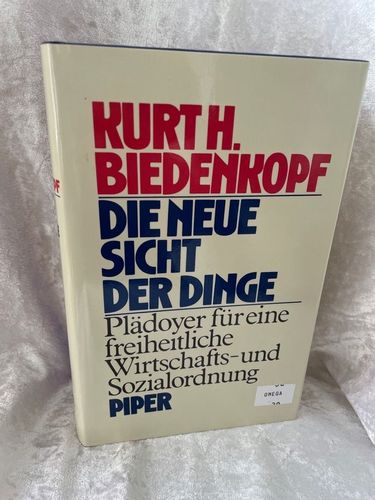 KURT H.
BIEDENKOPF
DIE NEUE
SICHT
DER DINGE
Plädoyer für eine
freiheitliche
Wirtschafts- und
Sozialordnung
PIPER
OMEGA